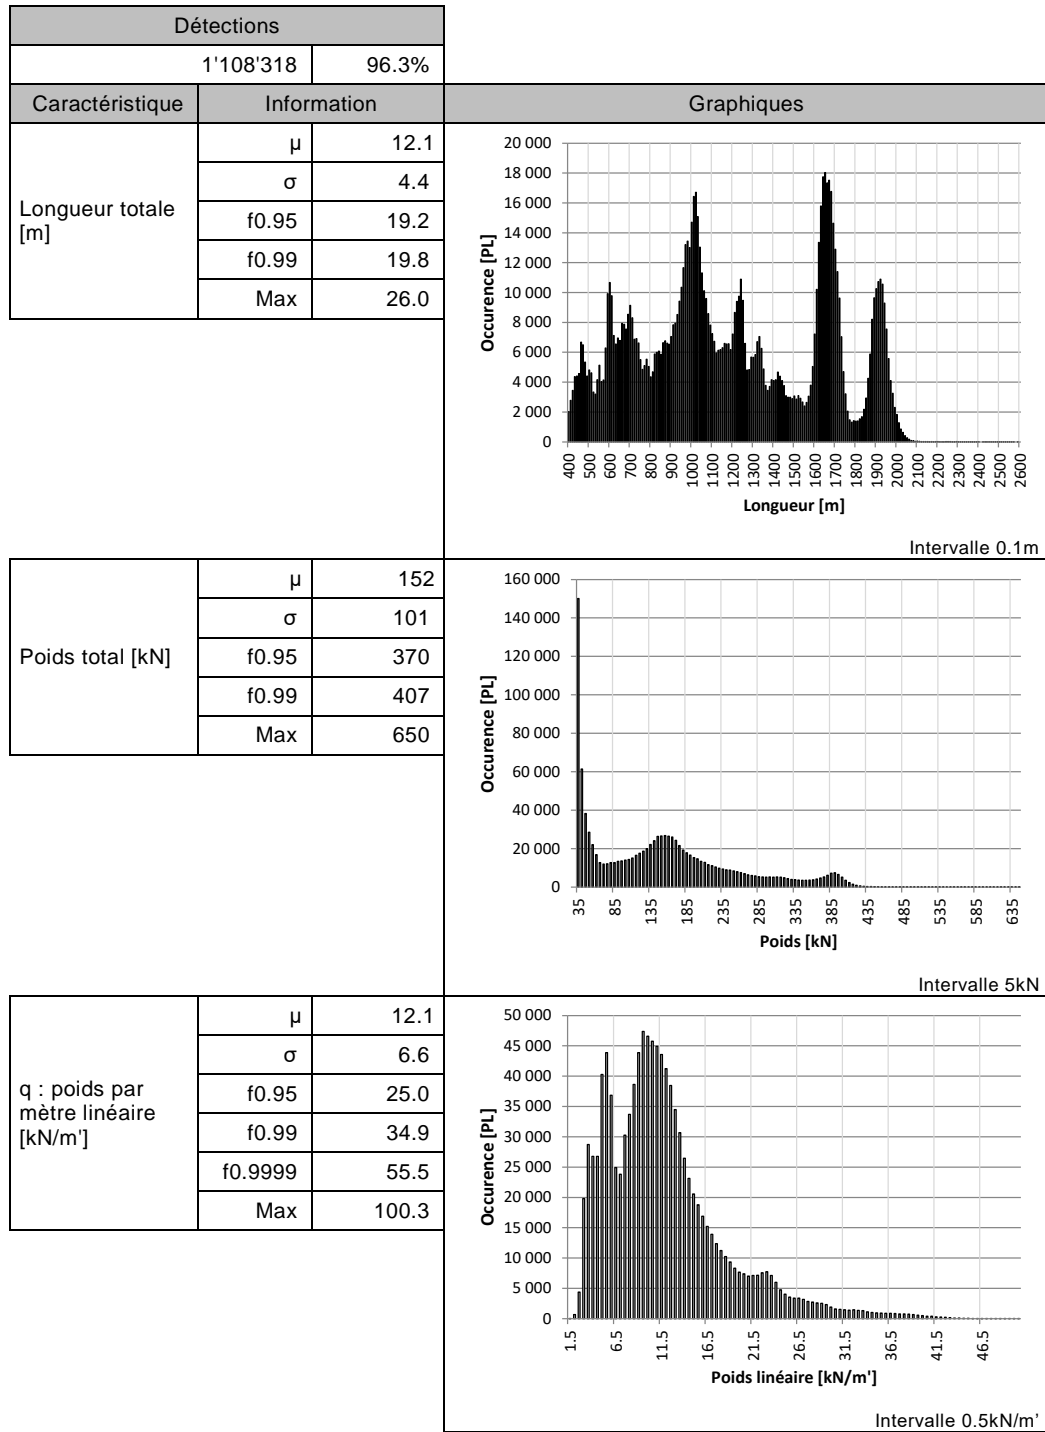 Détections
1'108'318 96.3%
Caractéristique Information Graphiques
Longueur totale
[m]
µ 12.1
σ 4.4
f0.95 19.2
f0.99 19.8
Max 26.0
Occurence [PL]
20 000
18 000
16 000
14 000
12 000
10 000
8 000
6 000
4 000
2 000
0
400 500 600 700 800 900 1000 1100 1200 1300 1400 1500 1600 1700 1800 1900 2000 2100 2200 2300 2400 2500 2600
Longueur [m]
Intervalle 0.1m
Poids total [kN]
µ 152
σ 101
f0.95 370
f0.99 407
Max 650
Occurence [PL]
160 000
140 000
120 000
100 000
80 000
60 000
40 000
20 000
0
35 85 135 185 235 285 335 385 435 485 535 585 635
Poids [kN]
Intervalle 5kN
q : poids par
mètre linéaire
[kN/m']
µ 12.1
σ 6.6
f0.95 25.0
f0.99 34.9
f0.9999 55.5
Max 100.3
Occurence [PL]
50 000
45 000
40 000
35 000
30 000
25 000
20 000
15 000
10 000
5 000
0
1.5 6.5 11.5 16.5 21.5 26.5 31.5 36.5 41.5 46.5
Poids linéaire [kN/m']
Intervalle 0.5kN/m’